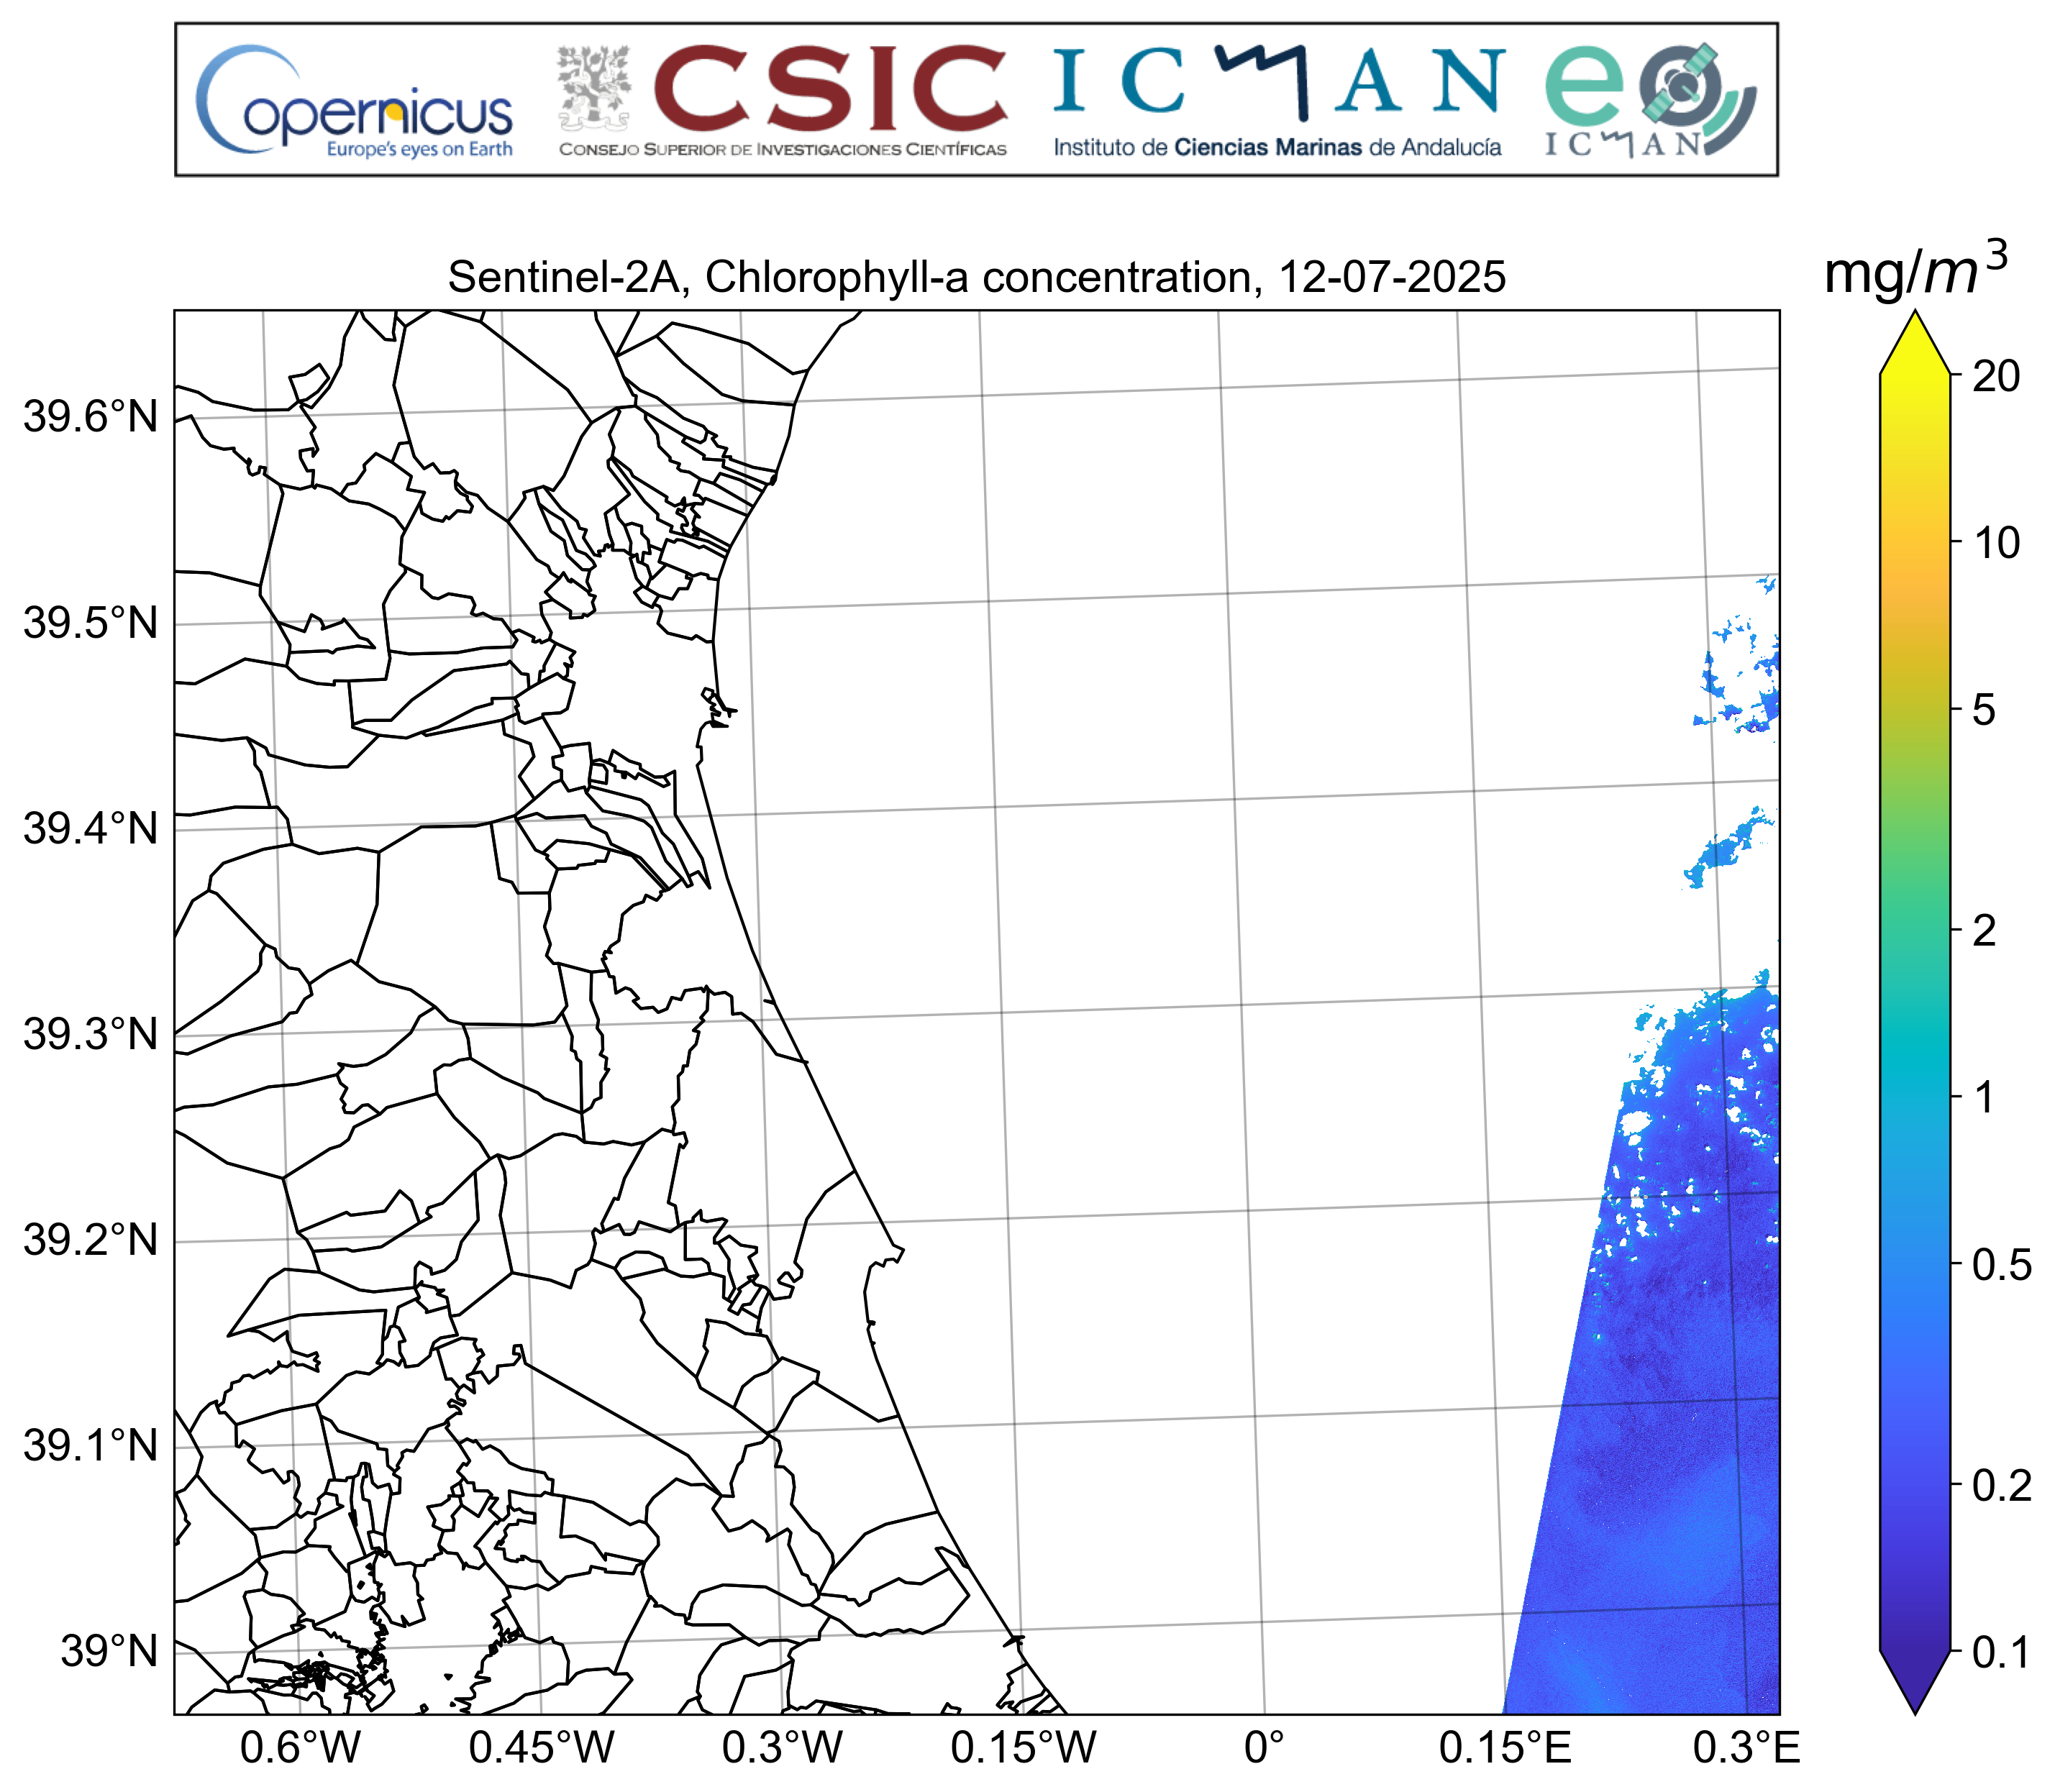 Copernicus
Europe's eyes on Earth
CSIC
CONSEJO SUPERIOR DE INVESTIGACIONES CIENTÍFICAS
ICMAN
Instituto de Ciencias Marinas de Andalucía
eo
ICMAN
Sentinel-2A, Chlorophyll-a concentration, 12-07-2025
mg/m³
39.6°N
39.5°N
39.4°N
39.3°N
39.2°N
39.1°N
39°N
0.6°W 0.45°W 0.3°W 0.15°W 0° 0.15°E 0.3°E
20
10
5
2
1
0.5
0.2
0.1